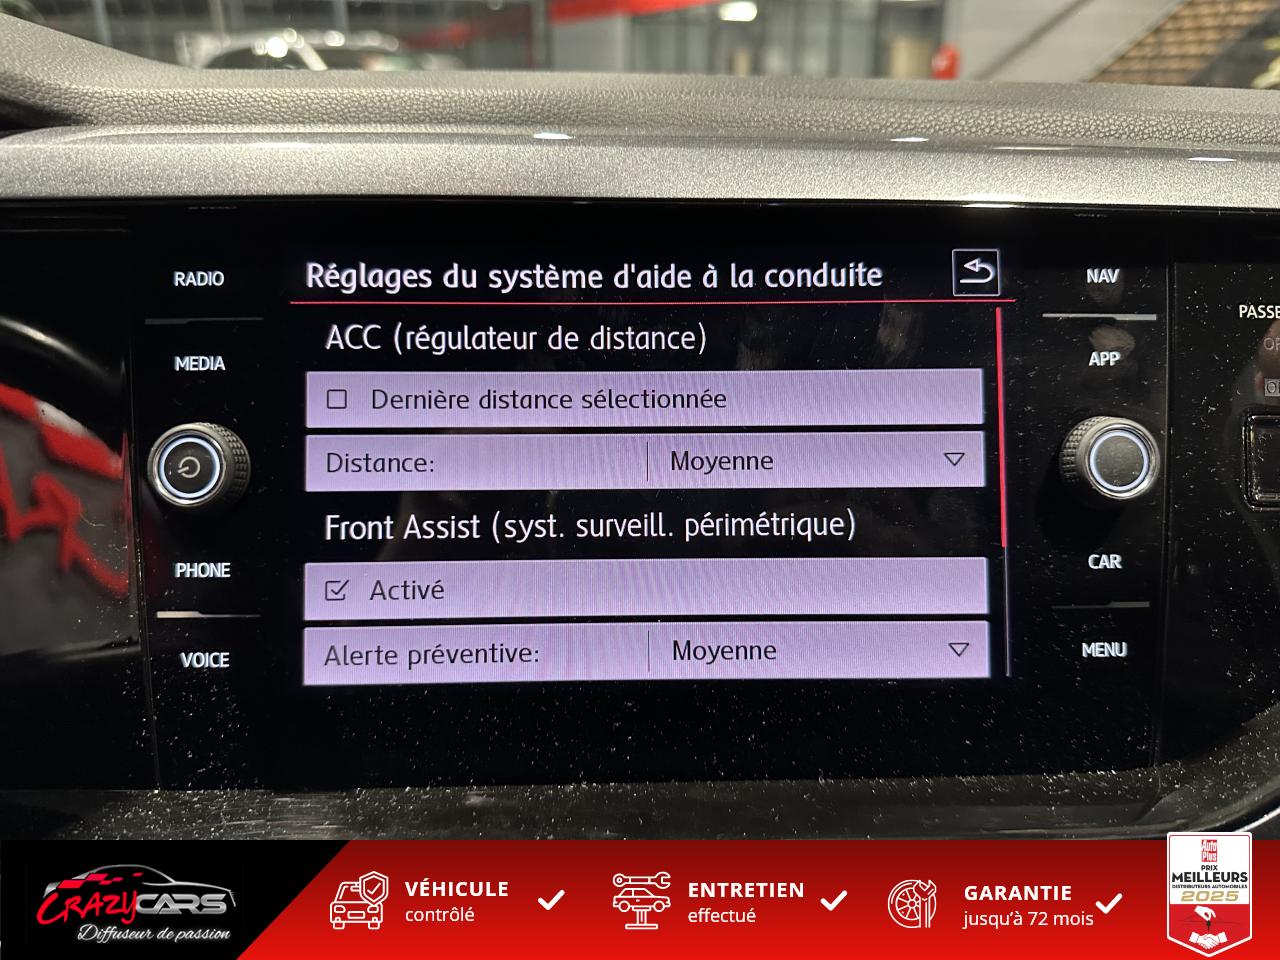 RADIO
MEDIA
PHONE
VOICE
Réglages du système d'aide à la conduite
ACC (régulateur de distance)
Dernière distance sélectionnée
Distance: Moyenne
Front Assist (syst. surveill. périmétrique)
Activé
Alerte préventive: Moyenne
NAV
APP
CAR
MENU
PASSE
CRAZYCARS
Diffuseur de passion
VÉHICULE
contrôlé
ENTRETIEN
effectué
GARANTIE
jusqu'à 72 mois
Auto Plus
PRIX
MEILLEURS
DISTRIBUTEURS AUTOMOBILES
2025